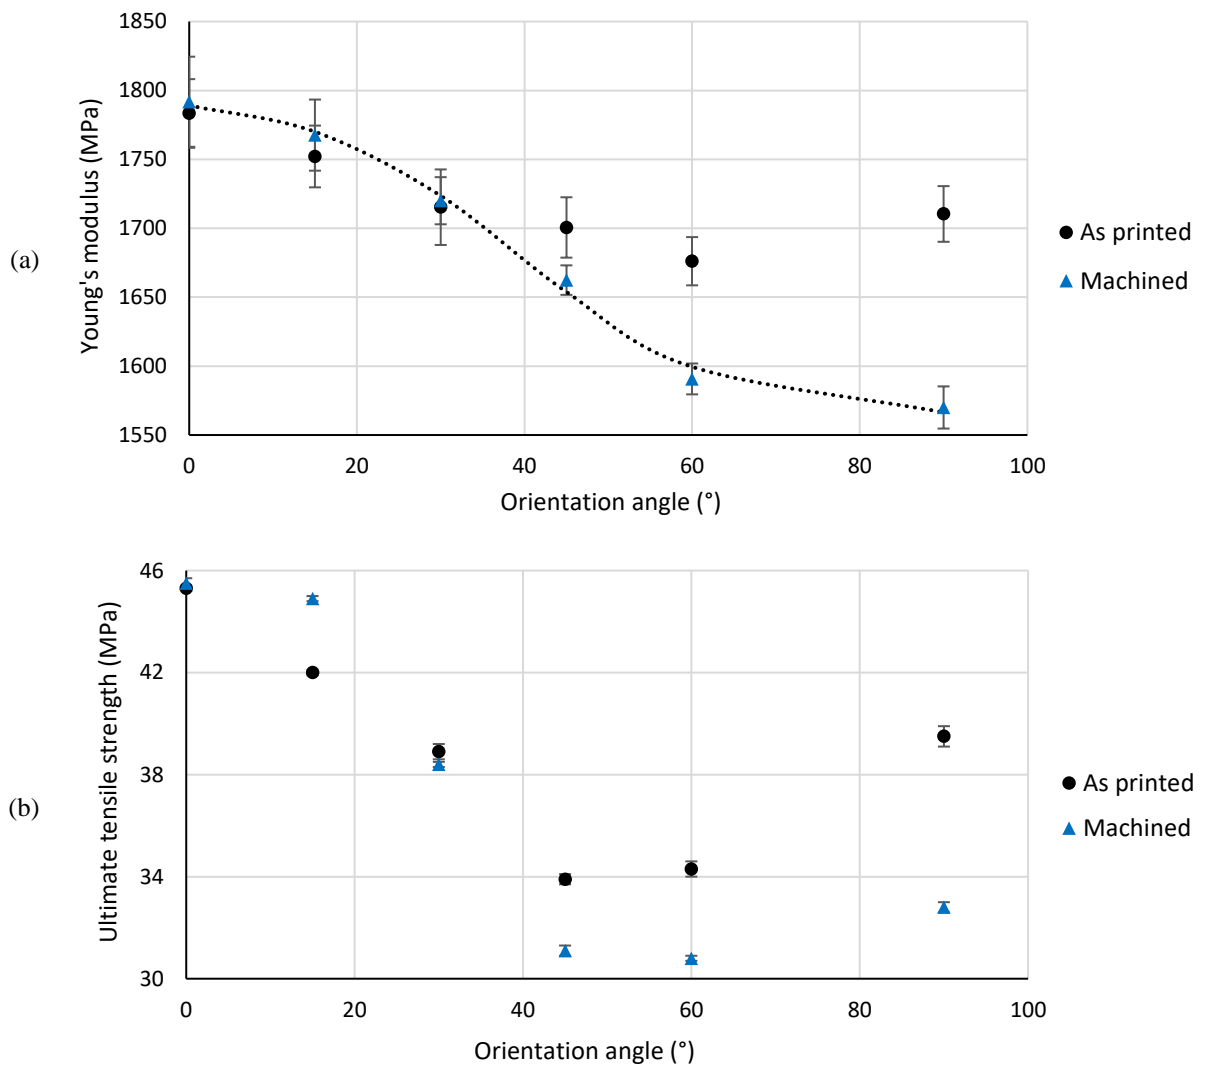 (a)
Young's modulus (MPa)
1850
1800
1750
1700
1650
1600
1550
0 20 40 60 80 100
Orientation angle (°)
As printed
Machined
(b)
Ultimate tensile strength (MPa)
46
42
38
34
30
0 20 40 60 80 100
Orientation angle (°)
As printed
Machined